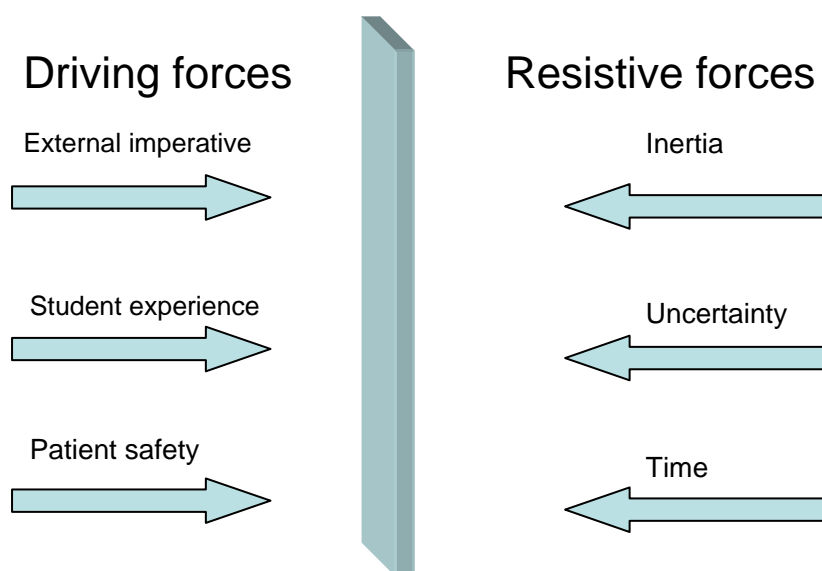 Driving forces
External imperative
Student experience
Patient safety
Resistive forces
Inertia
Uncertainty
Time